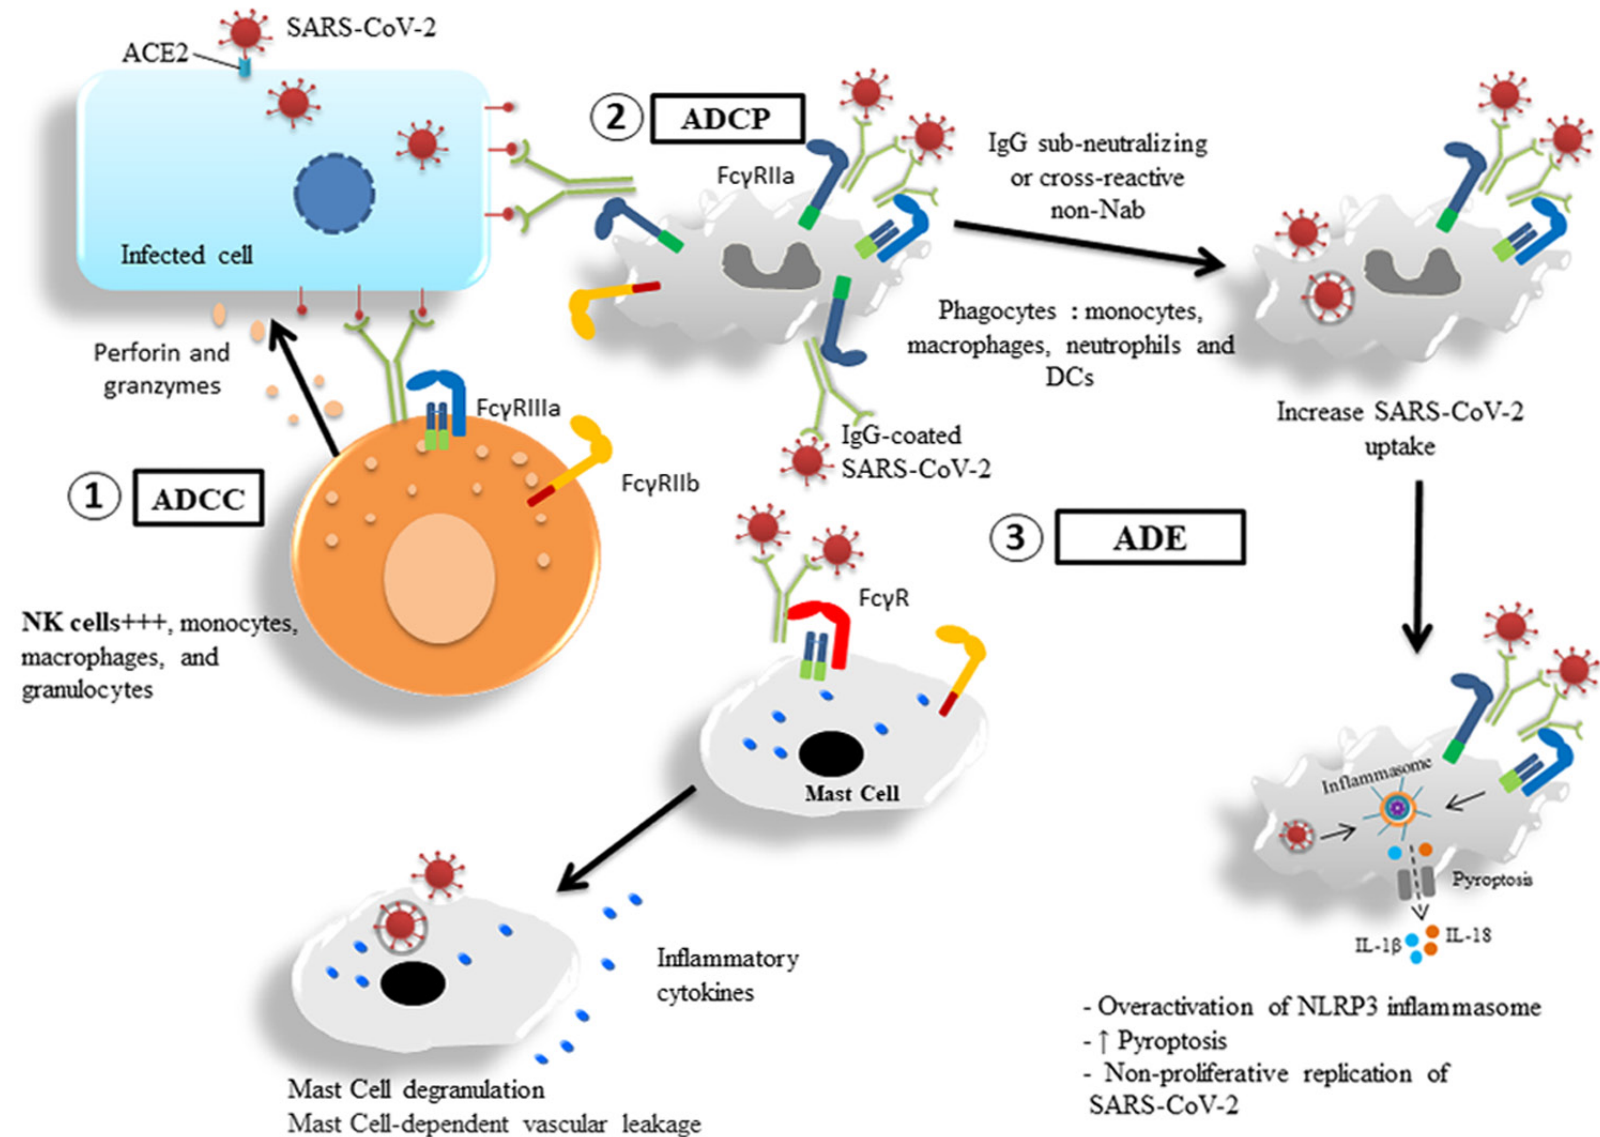 SARS-CoV-2
ACE2
Infected cell
2
ADCP
FcγRIIa
IgG sub-neutralizing
or cross-reactive
non-Nab
Phagocytes : monocytes,
macrophages, neutrophils and
DCs
Increase SARS-CoV-2
uptake
Perforin and
granzymes
FcγRIIIa
FcγRIIb
IgG-coated
SARS-CoV-2
1
ADCC
NK cells+++, monocytes,
macrophages, and
granulocytes
3
ADE
FcγR
Mast Cell
Inflammasome
Pyroptosis
IL-1β
IL-18
Inflammatory
cytokines
Mast Cell degranulation
Mast Cell-dependent vascular leakage
- Overactivation of NLRP3 inflammasome
- ↑ Pyroptosis
- Non-proliferative replication of
SARS-CoV-2